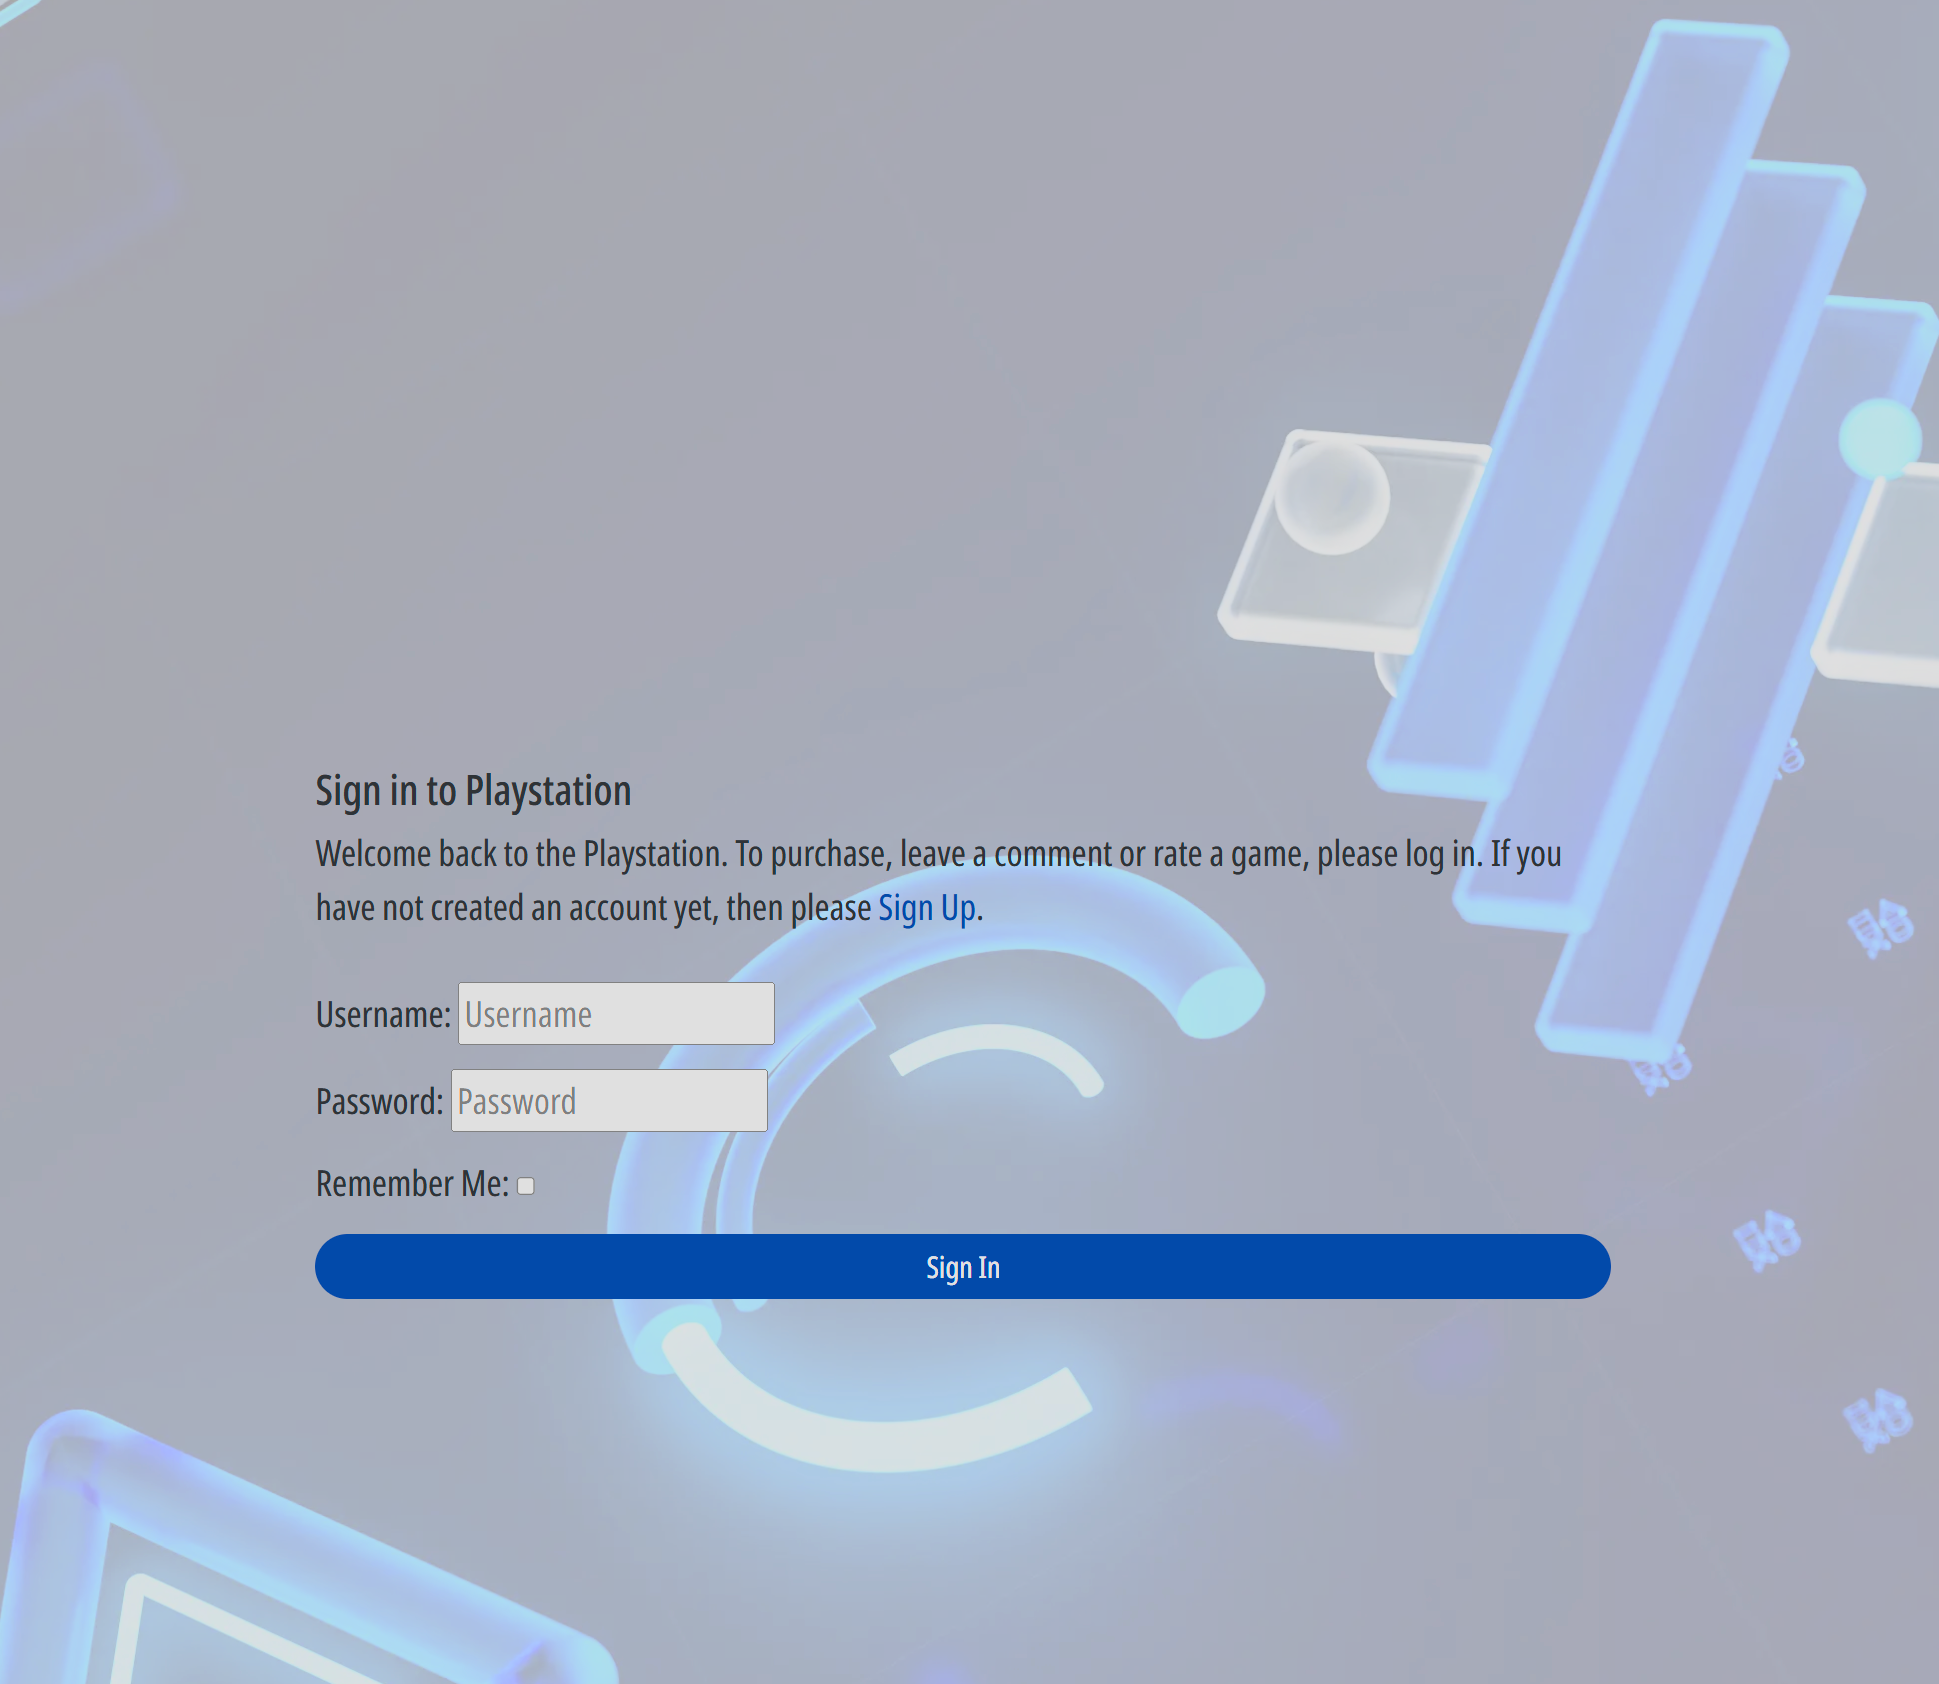 Sign in to Playstation
Welcome back to the Playstation. To purchase, leave a comment or rate a game, please log in. If you
have not created an account yet, then please Sign Up.
Username: Username
Password: Password
Remember Me:
Sign In